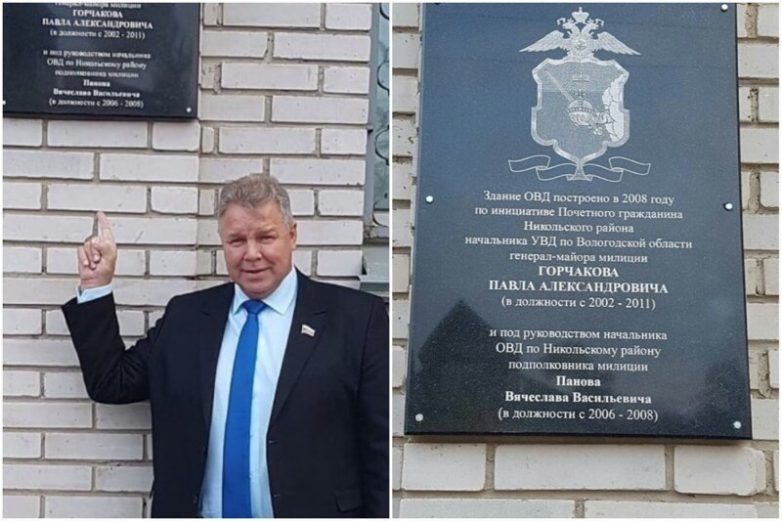 генерал-майора милиции
ГОРЧАКОВА
ПАВЛА АЛЕКСАНДРОВИЧА
(в должности с 2002 - 2011)
и под руководством начальника
ОВД по Никольскому району
подполковника милиции
Панова
Вячеслава Васильевича
(в должности с 2006 - 2008)
Здание ОВД построено в 2008 году
по инициативе Почетного гражданина
Никольского района
начальника УВД по Вологодской области
генерал-майора милиции
ГОРЧАКОВА
ПАВЛА АЛЕКСАНДРОВИЧА
(в должности с 2002 - 2011)
и под руководством начальника
ОВД по Никольскому району
подполковника милиции
Панова
Вячеслава Васильевича
(в должности с 2006 - 2008)